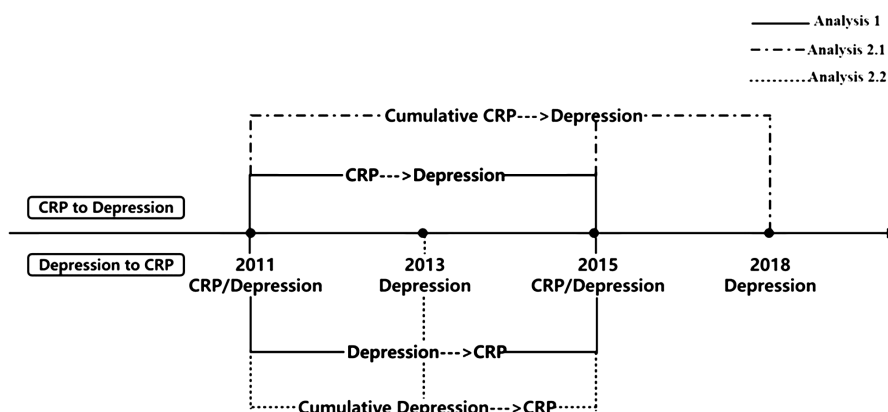 Analysis 1
Analysis 2.1
Analysis 2.2
Cumulative CRP--->Depression
CRP--->Depression
CRP to Depression
Depression to CRP
2011 2013 2015 2018
CRP/Depression Depression CRP/Depression Depression
Depression--->CRP
Cumulative Depression--->CRP